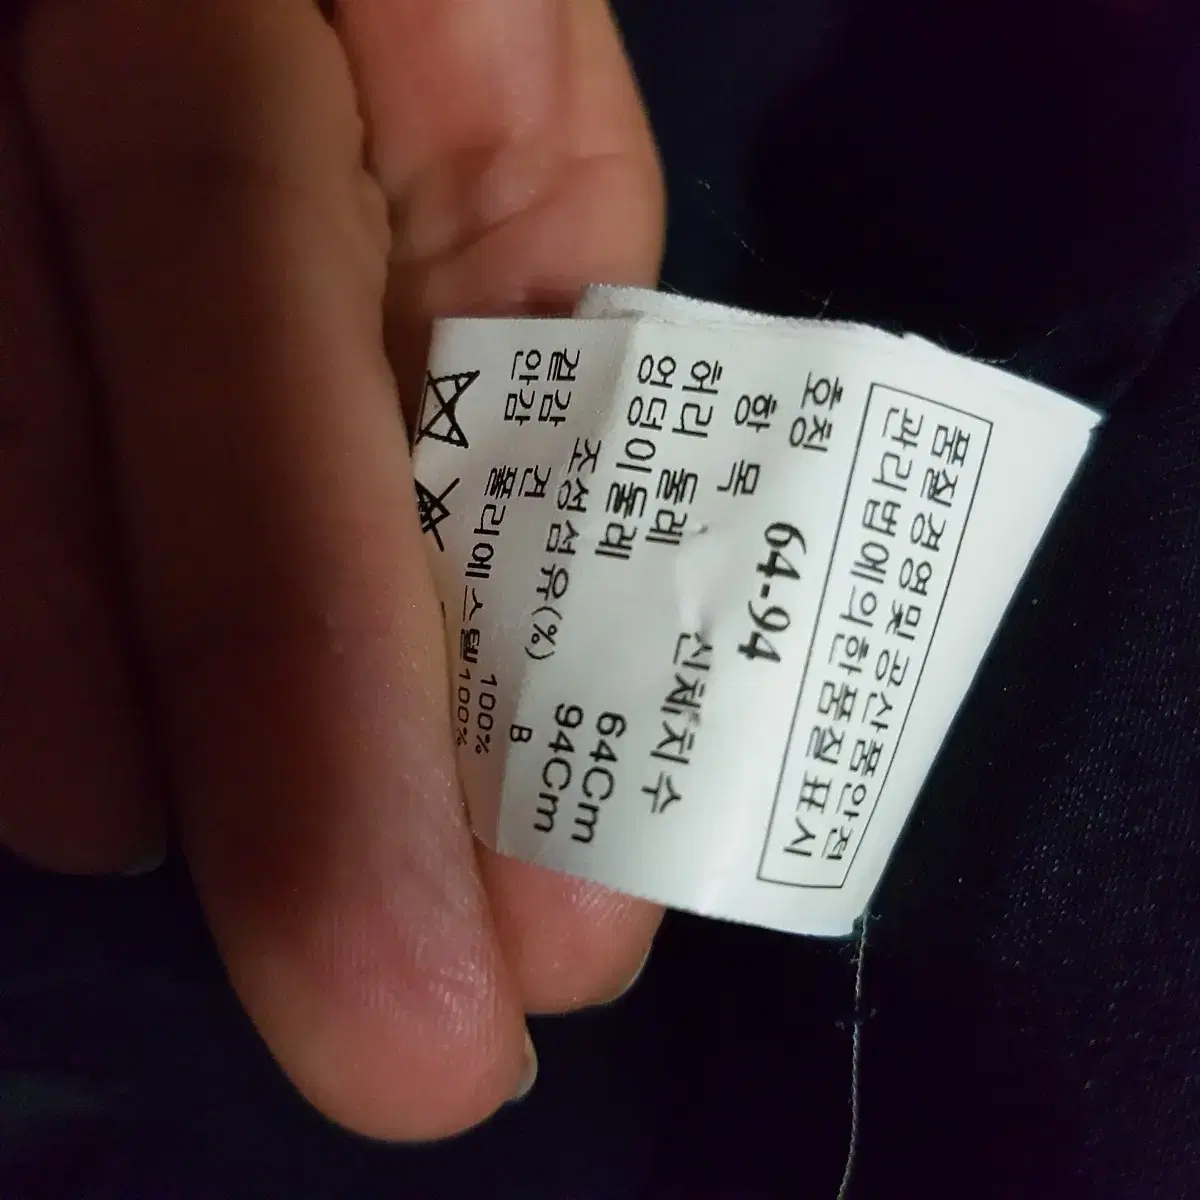 품질경영및공산품안전
관리법에의한품질표시
호칭 64-94
항 목 신체치수
허리 둘레 64Cm
엉덩이둘레 94Cm
조성섬유(%) B
겉감 견 100%
안감 폴리에스텔100%